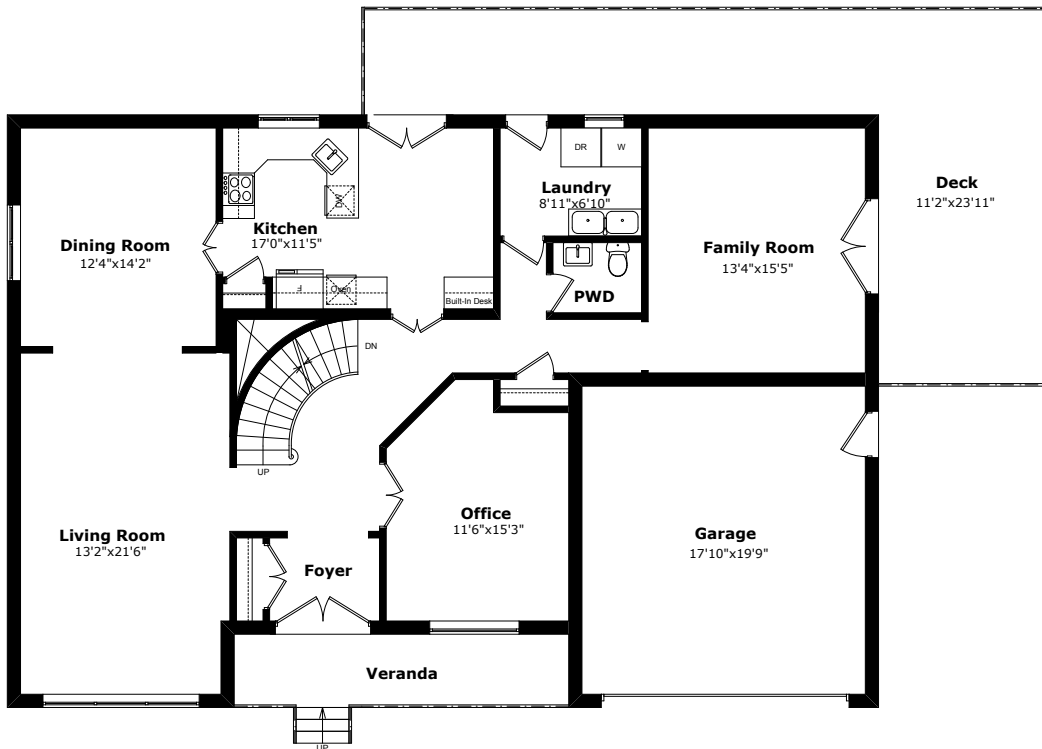 DR
W
Laundry
8'11"x6'10"
Deck
11'2"x23'11"
DW
Kitchen
17'0"x11'5"
Dining Room
12'4"x14'2"
Family Room
13'4"x15'5"
F
Oven
Built-In Desk
PWD
DN
UP
Office
11'6"x15'3"
Living Room
13'2"x21'6"
Garage
17'10"x19'9"
Foyer
Veranda
UP